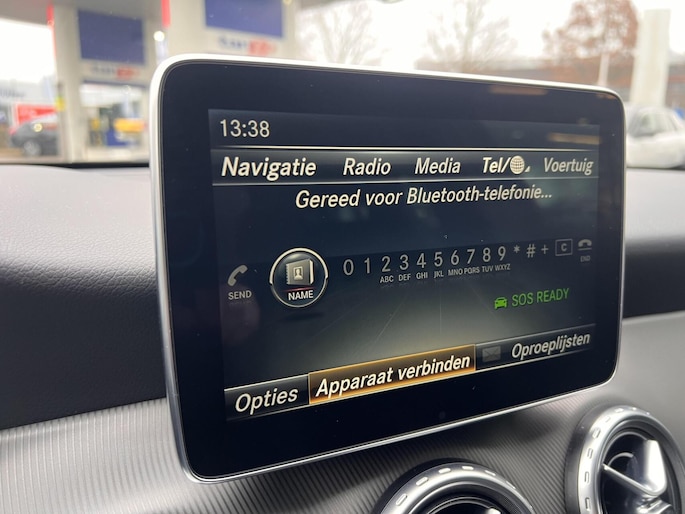 13:38
Navigatie Radio Media Tel/ Voertuig
Gereed voor Bluetooth-telefonie...
0 1 2 3 4 5 6 7 8 9 * # + C
ABC DEF GHI JKL MNO PQRS TUV WXYZ
SEND NAME END
SOS READY
Opties Apparaat verbinden Oproeplijsten